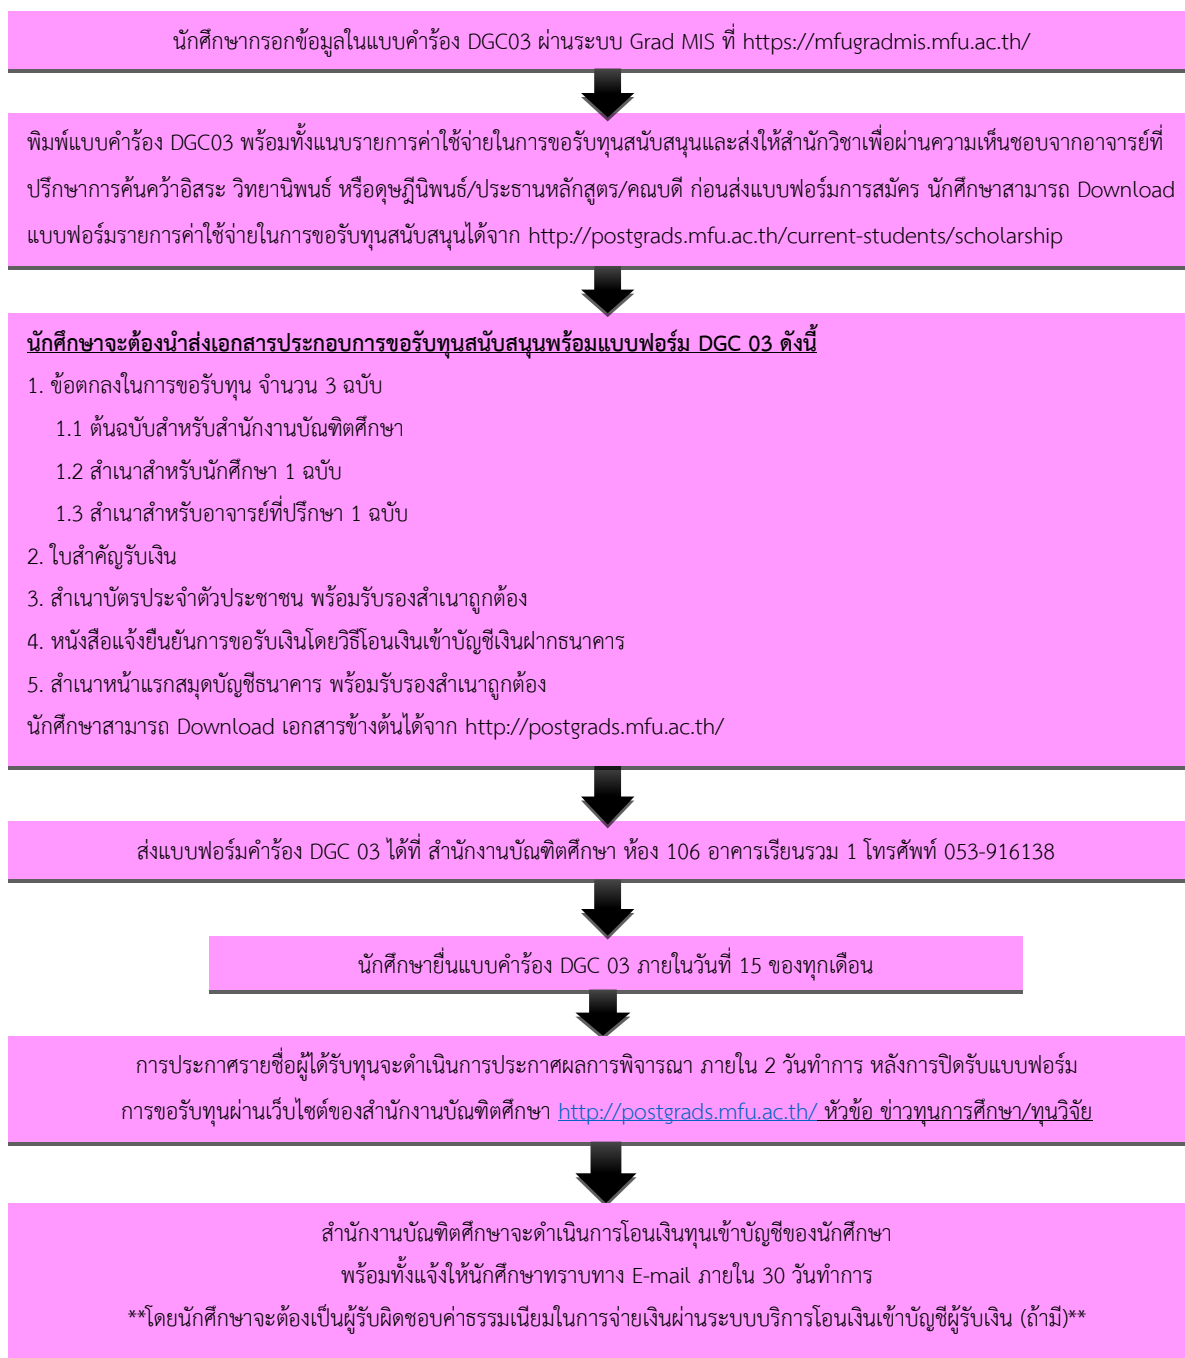 นักศึกษากรอกข้อมูลในแบบคำร้อง DGC03 ผ่านระบบ Grad MIS ที่ https://mfugradmis.mfu.ac.th/
พิมพ์แบบคำร้อง DGC03 พร้อมทั้งแนบรายการค่าใช้จ่ายในการขอรับทุนสนับสนุนและส่งให้สำนักวิชาเพื่อผ่านความเห็นชอบจากอาจารย์ที่
ปรึกษาการค้นคว้าอิสระ วิทยานิพนธ์ หรือดุษฎีนิพนธ์/ประธานหลักสูตร/คณบดี ก่อนส่งแบบฟอร์มการสมัคร นักศึกษาสามารถ Download
แบบฟอร์มรายการค่าใช้จ่ายในการขอรับทุนสนับสนุนได้จาก http://postgrads.mfu.ac.th/current-students/scholarship
นักศึกษาจะต้องนำส่งเอกสารประกอบการขอรับทุนสนับสนุนพร้อมแบบฟอร์ม DGC 03 ดังนี้
1. ข้อตกลงในการขอรับทุน จำนวน 3 ฉบับ
1.1 ต้นฉบับสำหรับสำนักงานบัณฑิตศึกษา
1.2 สำเนาสำหรับนักศึกษา 1 ฉบับ
1.3 สำเนาสำหรับอาจารย์ที่ปรึกษา 1 ฉบับ
2. ใบสำคัญรับเงิน
3. สำเนาบัตรประจำตัวประชาชน พร้อมรับรองสำเนาถูกต้อง
4. หนังสือแจ้งยืนยันการขอรับเงินโดยวิธีโอนเงินเข้าบัญชีเงินฝากธนาคาร
5. สำเนาหน้าแรกสมุดบัญชีธนาคาร พร้อมรับรองสำเนาถูกต้อง
นักศึกษาสามารถ Download เอกสารข้างต้นได้จาก http://postgrads.mfu.ac.th/
ส่งแบบฟอร์มคำร้อง DGC 03 ได้ที่ สำนักงานบัณฑิตศึกษา ห้อง 106 อาคารเรียนรวม 1 โทรศัพท์ 053-916138
นักศึกษายื่นแบบคำร้อง DGC 03 ภายในวันที่ 15 ของทุกเดือน
การประกาศรายชื่อผู้ได้รับทุนจะดำเนินการประกาศผลการพิจารณา ภายใน 2 วันทำการ หลังการปิดรับแบบฟอร์ม
การขอรับทุนผ่านเว็บไซต์ของสำนักงานบัณฑิตศึกษา http://postgrads.mfu.ac.th/ หัวข้อ ข่าวทุนการศึกษา/ทุนวิจัย
สำนักงานบัณฑิตศึกษาจะดำเนินการโอนเงินทุนเข้าบัญชีของนักศึกษา
พร้อมทั้งแจ้งให้นักศึกษาทราบทาง E-mail ภายใน 30 วันทำการ
**โดยนักศึกษาจะต้องเป็นผู้รับผิดชอบค่าธรรมเนียมในการจ่ายเงินผ่านระบบบริการโอนเงินเข้าบัญชีผู้รับเงิน (ถ้ามี)**